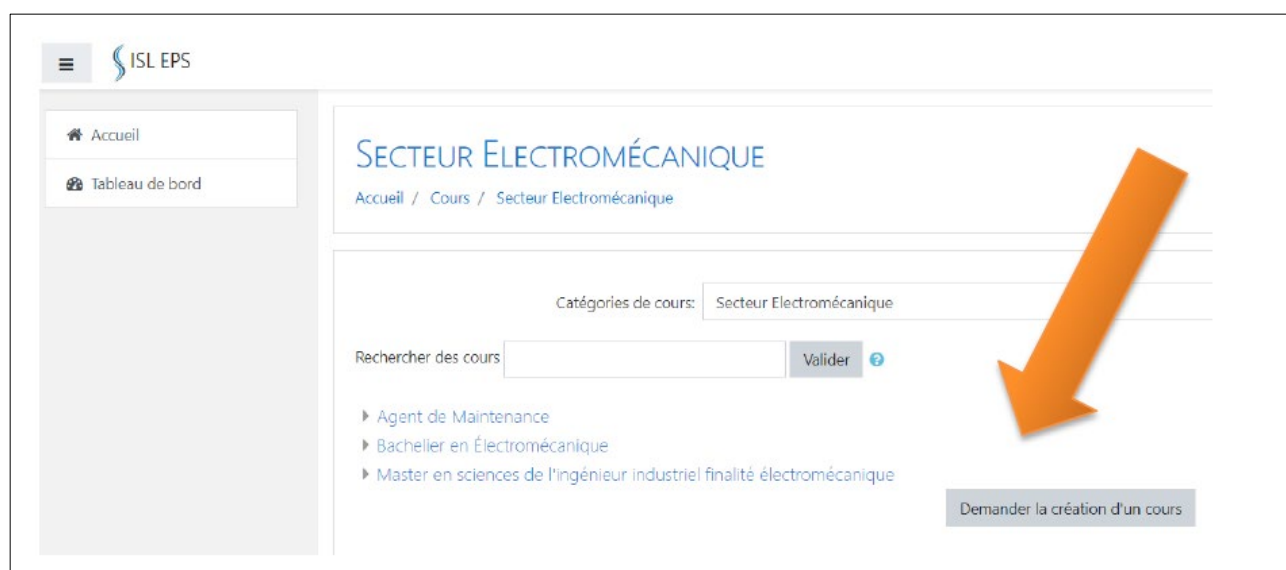 ISL EPS
Accueil
Tableau de bord
SECTEUR ELECTROMÉCANIQUE
Accueil / Cours / Secteur Electromécanique
Catégories de cours: Secteur Electromécanique
Rechercher des cours Valider
Agent de Maintenance
Bachelier en Électromécanique
Master en sciences de l'ingénieur industriel finalité électromécanique
Demander la création d'un cours